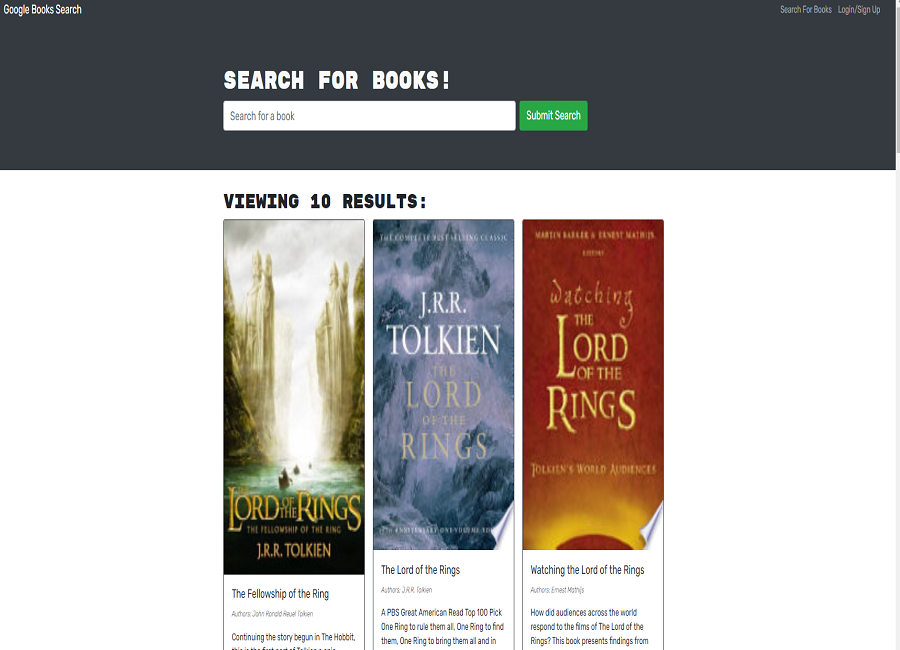 Google Books Search
Search For Books Login/Sign Up
SEARCH FOR BOOKS!
Search for a book
Submit Search
VIEWING 10 RESULTS:
THE
LORD OF THE RINGS
THE FELLOWSHIP OF THE RING
J.R.R. TOLKIEN
The Fellowship of the Ring
Authors: John Ronald Reuel Tolkien
Continuing the story begun in The Hobbit,
this is the first part of Tolkien's epic
THE COMPLETE BEST SELLING CLASSIC
J.R.R.
TOLKIEN
THE
LORD
OF THE
RINGS
ANNIVERSARY ONE-VOLUME
The Lord of the Rings
Authors: J.R.R. Tolkien
A PBS Great American Read Top 100 Pick
One Ring to rule them all, One Ring to find
them, One Ring to bring them all and in
MARTIN BARKER & ERNEST MATHIJS,
EDITORS
Watching
THE
LORD
OF THE
RINGS
TOLKIEN'S WORLD AUDIENCES
Watching the Lord of the Rings
Authors: Ernest Mathijs
How did audiences across the world
respond to the films of The Lord of the
Rings? This book presents findings from